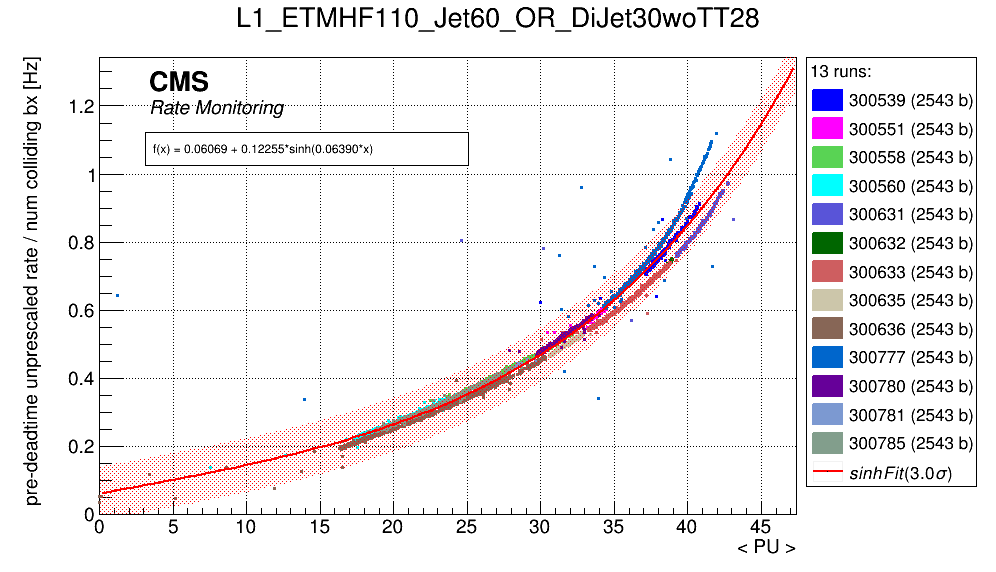 L1_ETMHF110_Jet60_OR_DiJet30woTT28
pre-deadtime unprescaled rate / num colliding bx [Hz]
CMS
Rate Monitoring
f(x) = 0.06069 + 0.12255*sinh(0.06390*x)
1.2
1
0.8
0.6
0.4
0.2
0
0 5 10 15 20 25 30 35 40 45
< PU >
13 runs:
300539 (2543 b)
300551 (2543 b)
300558 (2543 b)
300560 (2543 b)
300631 (2543 b)
300632 (2543 b)
300633 (2543 b)
300635 (2543 b)
300636 (2543 b)
300777 (2543 b)
300780 (2543 b)
300781 (2543 b)
300785 (2543 b)
sinhFit(3.0σ)